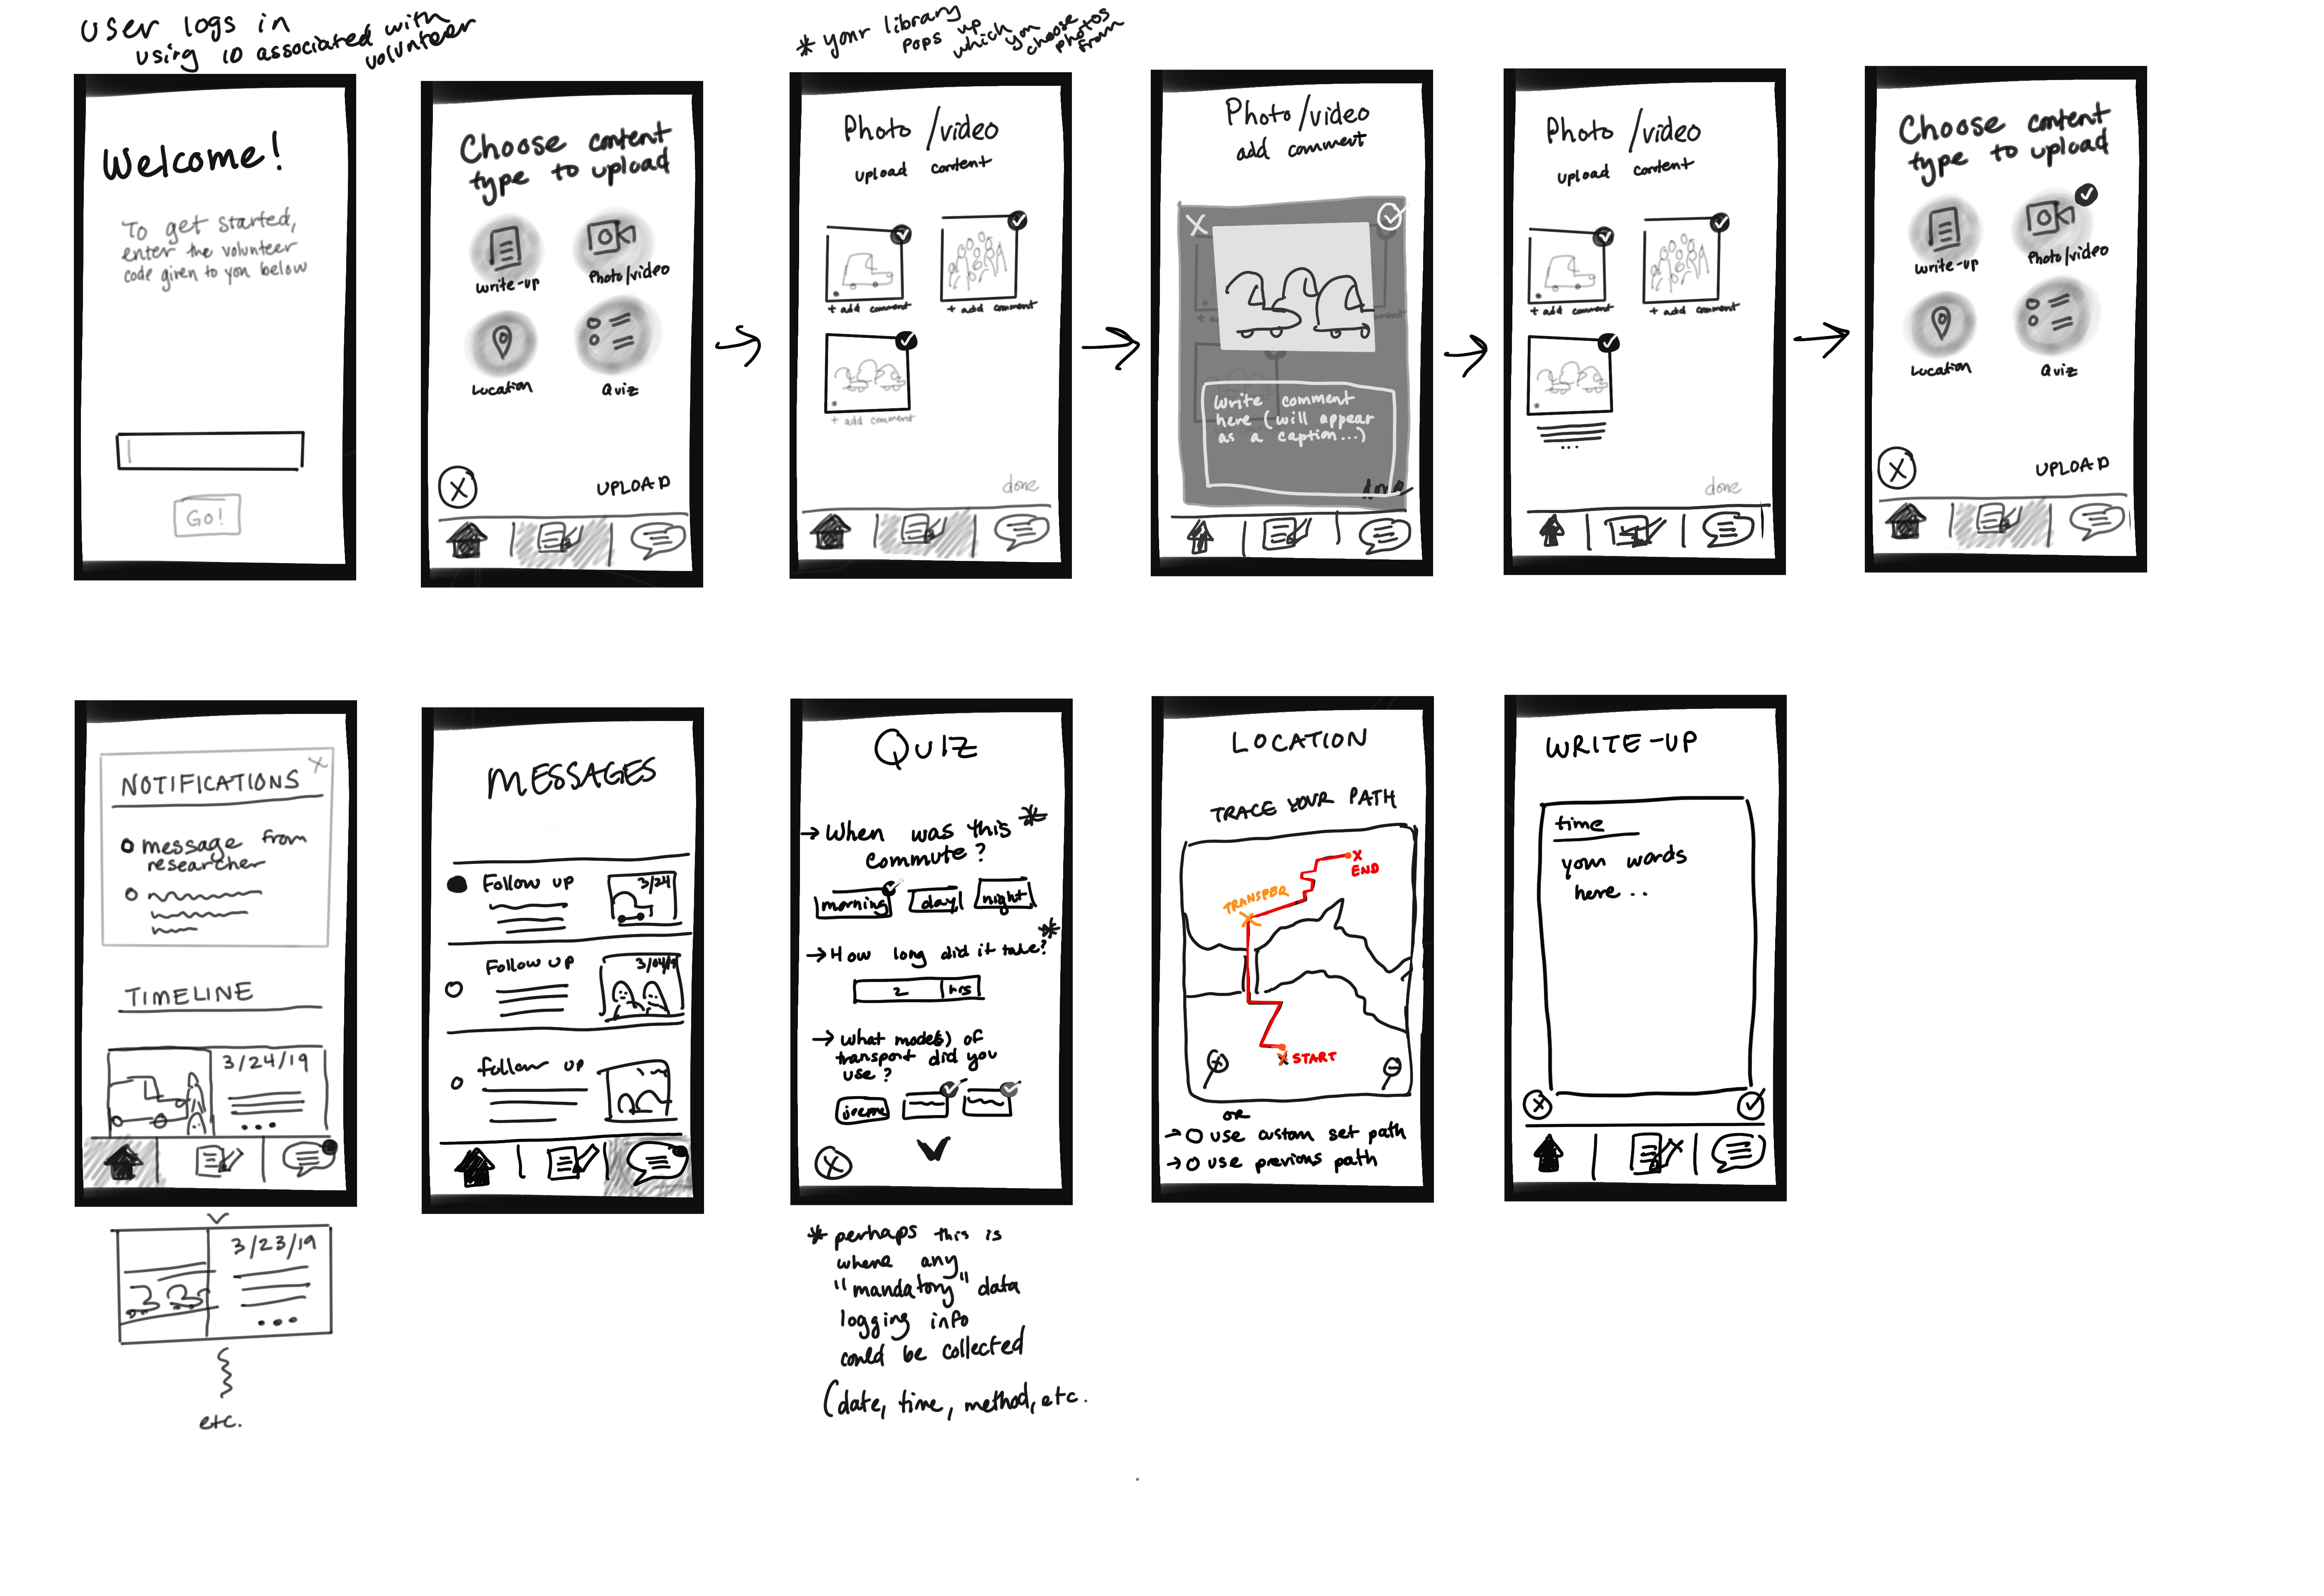 USER LOGS IN
using ID associated with
volunteer
Welcome!
To get started,
enter the volunteer
code given to you below
GO!
Choose content
type to upload
Write-up
Photo/video
Location
Quiz
X
UPLOAD
* your library
pops up
which you
choose
photos
from
Photo/video
upload content
+ add comment
+ add comment
+ add comment
done
Photo/video
add comment
X
Write comment
here (will appear
as a caption...)
done
Photo/video
upload content
+ add comment
+ add comment
...
done
Choose content
type to upload
Write-up
Photo/video
Location
Quiz
X
UPLOAD
NOTIFICATIONS
X
message from
researcher
TIMELINE
3/24/19
...
3/23/19
...
etc.
MESSAGES
Follow up
3/24
Follow up
3/04/19
Follow up
QUIZ
→ When was this *
commute?
morning
day
night
→ How long did it take? *
2
hrs
→ What mode(s) of
transport did you
use?
X
* perhaps this is
where any
"mandatory" data
logging info
could be collected
(date, time, method, etc.
LOCATION
TRACE YOUR PATH
X
END
TRANSFER
X
X START
OR
→ O use custom set path
→ O use previous path
WRITE-UP
time
your words
here...
X